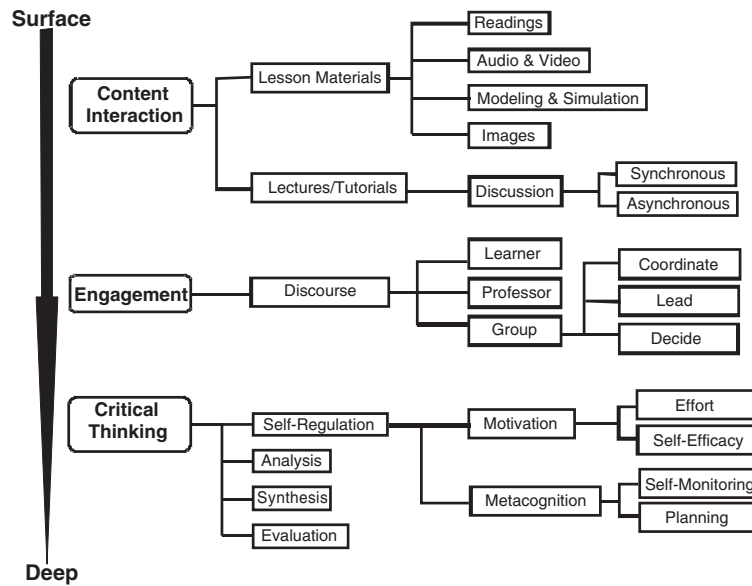 Surface
Readings
Audio & Video
Content
Interaction
Lesson Materials
Modeling & Simulation
Images
Lectures/Tutorials
Discussion
Synchronous
Asynchronous
Engagement
Discourse
Learner
Professor
Group
Coordinate
Lead
Decide
Critical
Thinking
Self-Regulation
Analysis
Synthesis
Evaluation
Motivation
Effort
Self-Efficacy
Metacognition
Self-Monitoring
Planning
Deep